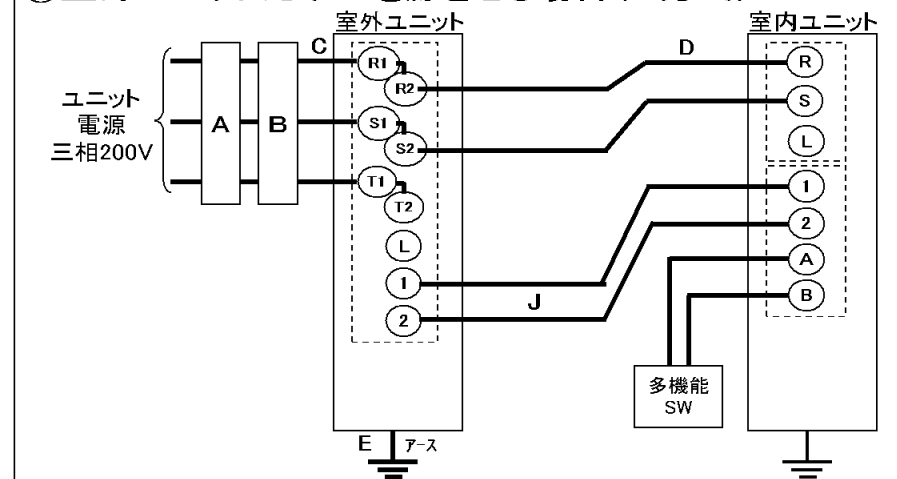 室外ユニット
室内ユニット
C
D
R1
R2
R
ユニット
電源
三相200V
A
B
S1
S2
S
L
T1
T2
1
L
2
A
1
J
B
2
多機能
SW
E
アース